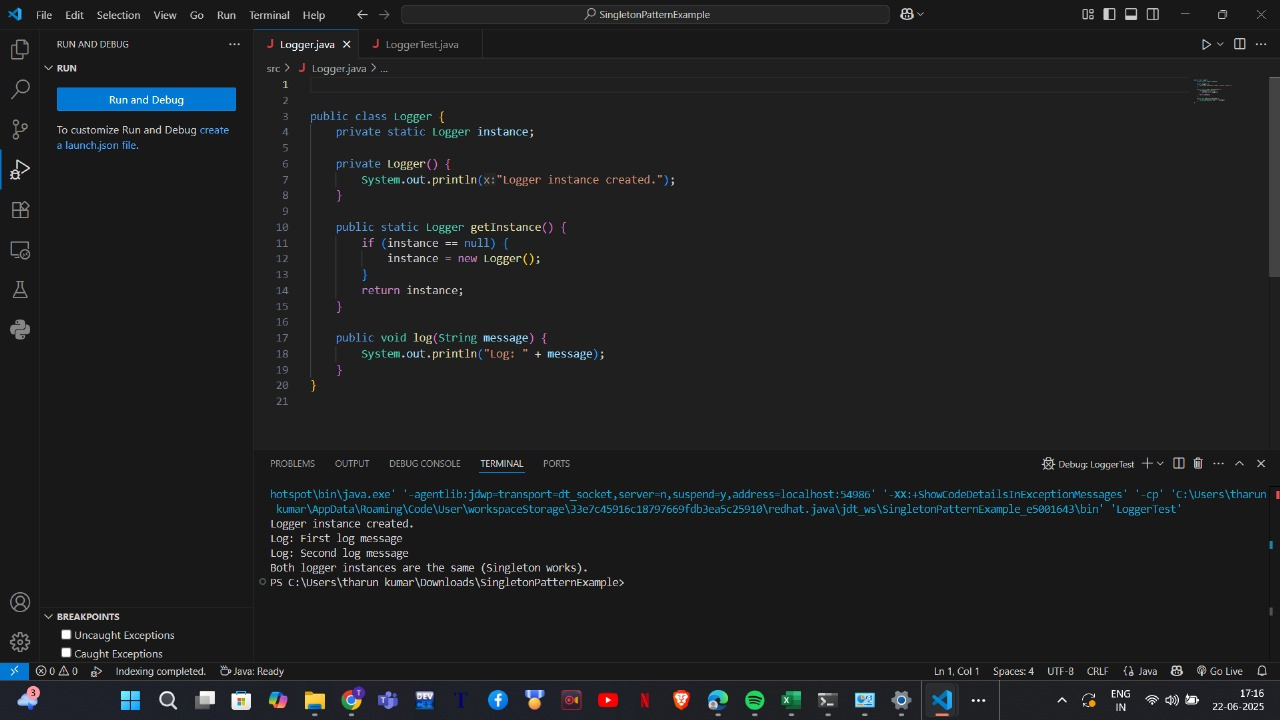 File Edit Selection View Go Run Terminal Help
SingletonPatternExample
RUN AND DEBUG
RUN
Run and Debug
To customize Run and Debug create
a launch.json file.
BREAKPOINTS
Uncaught Exceptions
Caught Exceptions
Logger.java
LoggerTest.java
src > Logger.java > ...
1
2
3 public class Logger {
4 private static Logger instance;
5
6 private Logger() {
7 System.out.println(x:"Logger instance created.");
8 }
9
10 public static Logger getInstance() {
11 if (instance == null) {
12 instance = new Logger();
13 }
14 return instance;
15 }
16
17 public void log(String message) {
18 System.out.println("Log: " + message);
19 }
20 }
21
PROBLEMS OUTPUT DEBUG CONSOLE TERMINAL PORTS
Debug: LoggerTest
hotspot\bin\java.exe' '-agentlib:jdwp=transport=dt_socket,server=n,suspend=y,address=localhost:54986' '-XX:+ShowCodeDetailsInExceptionMessages' '-cp' 'C:\Users\tharun
kumar\AppData\Roaming\Code\User\workspaceStorage\33e7c45916c18797669fdb3ea5c25910\redhat.java\jdt_ws\SingletonPatternExample_e5001643\bin' 'LoggerTest'
Logger instance created.
Log: First log message
Log: Second log message
Both logger instances are the same (Singleton works).
PS C:\Users\tharun kumar\Downloads\SingletonPatternExample>
0 0 Indexing completed. Java: Ready
Ln 1, Col 1 Spaces: 4 UTF-8 CRLF {} Java Go Live
3
T
DEV
T
N
ENG
IN
17:16
22-06-2025